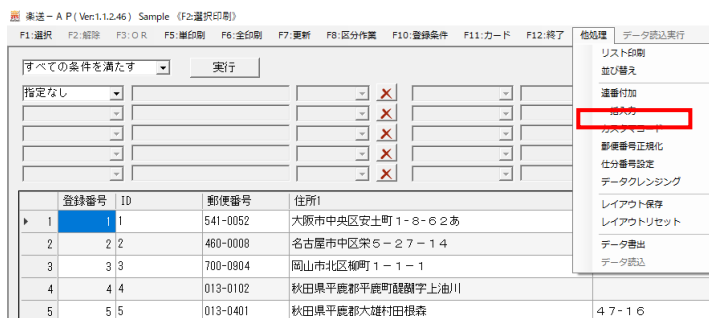 楽送－ＡＰ(Ver:1.1.2.46) Sample 《F2:選択印刷》
F1:選択 F2:解除 F3:ＯＲ F5:単印刷 F6:全印刷 F7:更新 F8:区分作業 F10:登録条件 F11:カード F12:終了 他処理 データ読込実行
リスト印刷
すべての条件を満たす 実行
並び替え
指定なし
連番付加
一括入力
カスタマコード
郵便番号正規化
仕分番号設定
データクレンジング
レイアウト保存
レイアウトリセット
データ書出
データ読込
登録番号 ID 郵便番号 住所1
1 1 1 541-0052 大阪市中央区安土町１-８-６２あ
2 2 2 460-0008 名古屋市中区栄５－２７－１４
3 3 3 700-0904 岡山市北区柳町１－１－１
4 4 4 013-0102 秋田県平鹿郡平鹿町醍醐字上油川
5 5 5 013-0401 秋田県平鹿郡大雄村田根森 ４７-１６